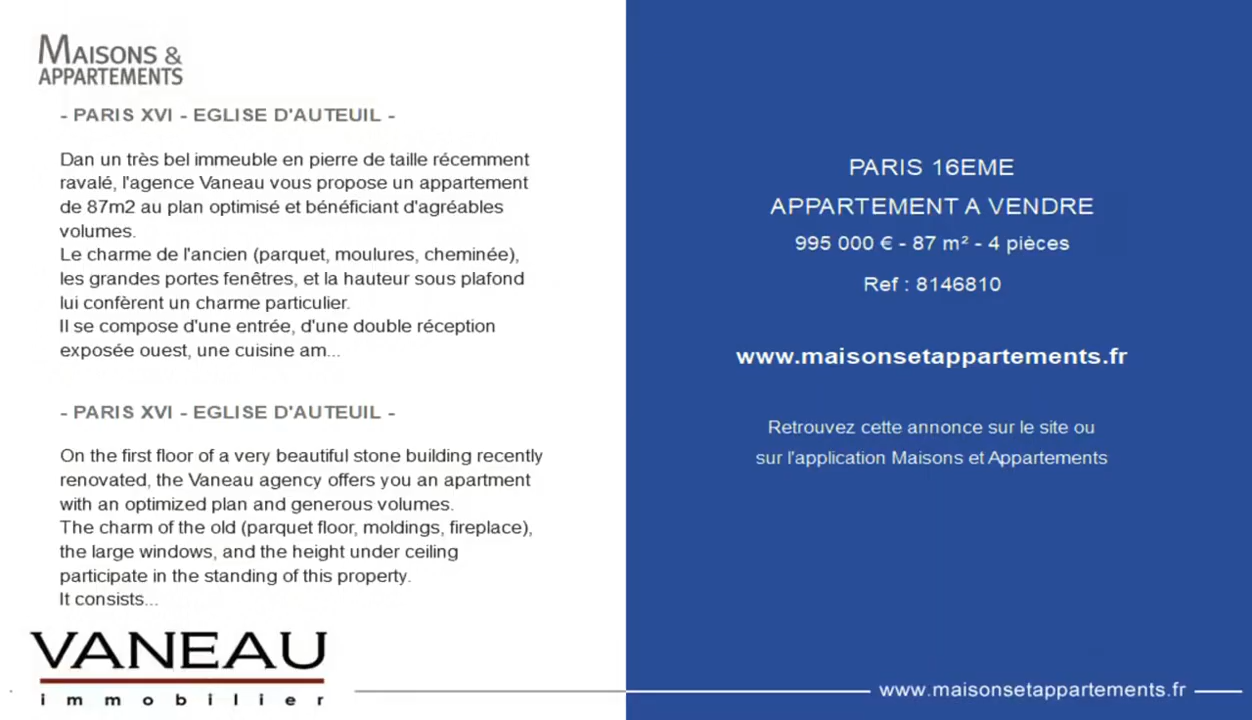 MAISONS &
APPARTEMENTS
- PARIS XVI - EGLISE D'AUTEUIL -
Dan un très bel immeuble en pierre de taille récemment
ravalé, l'agence Vaneau vous propose un appartement
de 87m2 au plan optimisé et bénéficiant d'agréables
volumes.
Le charme de l'ancien (parquet, moulures, cheminée),
les grandes portes fenêtres, et la hauteur sous plafond
lui confèrent un charme particulier.
Il se compose d'une entrée, d'une double réception
exposée ouest, une cuisine am...
- PARIS XVI - EGLISE D'AUTEUIL -
On the first floor of a very beautiful stone building recently
renovated, the Vaneau agency offers you an apartment
with an optimized plan and generous volumes.
The charm of the old (parquet floor, moldings, fireplace),
the large windows, and the height under ceiling
participate in the standing of this property.
It consists...
VANEAU
immobilier
PARIS 16EME
APPARTEMENT A VENDRE
995 000 € - 87 m² - 4 pièces
Ref : 8146810
www.maisonsetappartements.fr
Retrouvez cette annonce sur le site ou
sur l'application Maisons et Appartements
www.maisonsetappartements.fr